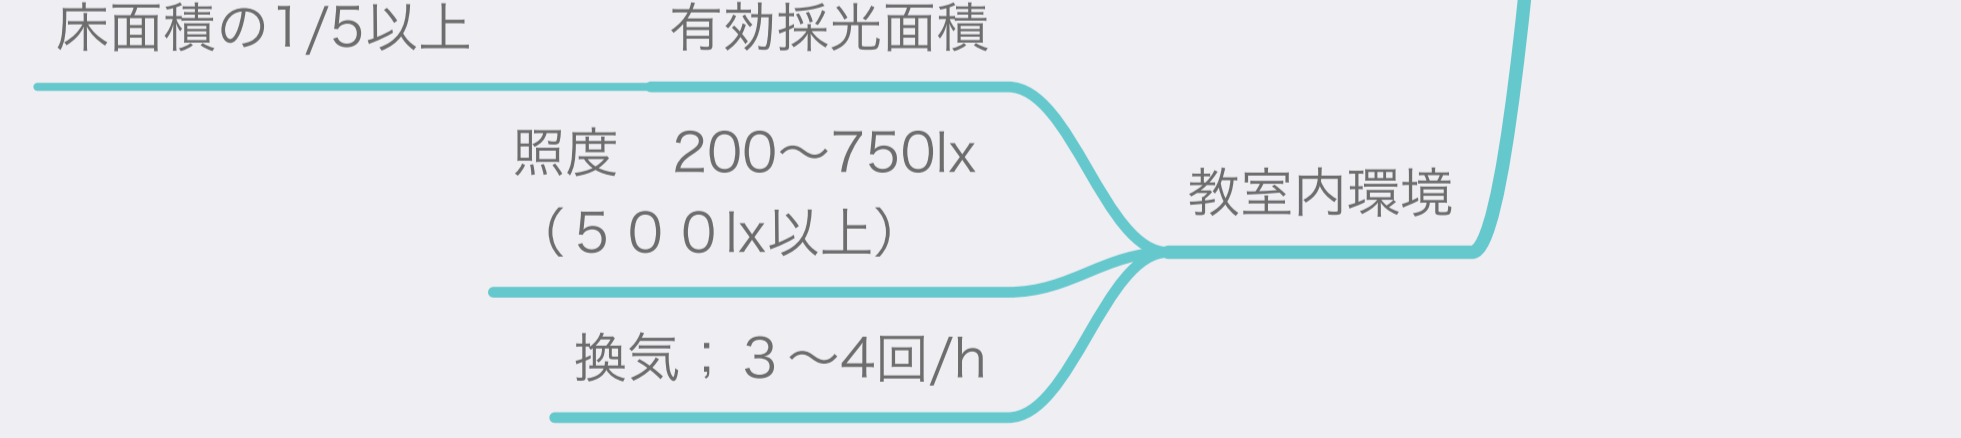 床面積の1/5以上
有効採光面積
照度　200〜750lx
（５００lx以上）
教室内環境
換気；３〜4回/h